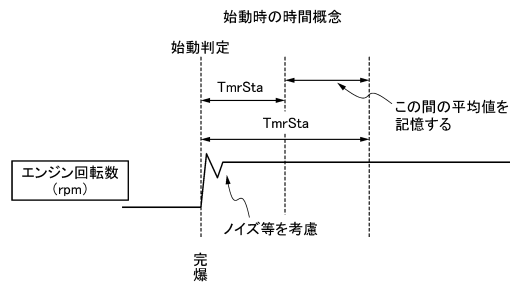 始動時の時間概念
始動判定
TmrSta
この間の平均値を
記憶する
TmrSta
エンジン回転数
(rpm)
ノイズ等を考慮
完爆